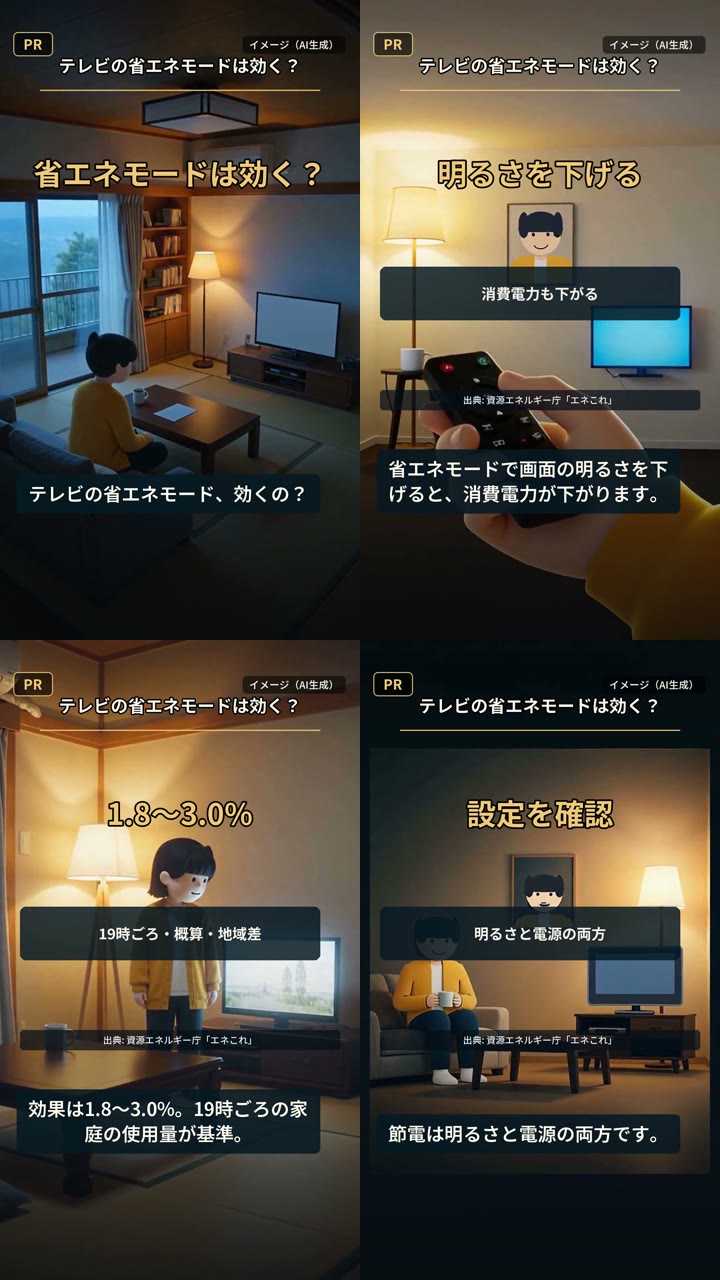 PR
イメージ（AI生成）
テレビの省エネモードは効く？
省エネモードは効く？
テレビの省エネモード、効くの？
PR
イメージ（AI生成）
テレビの省エネモードは効く？
明るさを下げる
消費電力も下がる
出典: 資源エネルギー庁「エネこれ」
省エネモードで画面の明るさを下
げると、消費電力が下がります。
PR
イメージ（AI生成）
テレビの省エネモードは効く？
1.8〜3.0%
19時ごろ・概算・地域差
出典: 資源エネルギー庁「エネこれ」
効果は1.8〜3.0%。19時ごろの家
庭の使用量が基準。
PR
イメージ（AI生成）
テレビの省エネモードは効く？
設定を確認
明るさと電源の両方
出典: 資源エネルギー庁「エネこれ」
節電は明るさと電源の両方です。